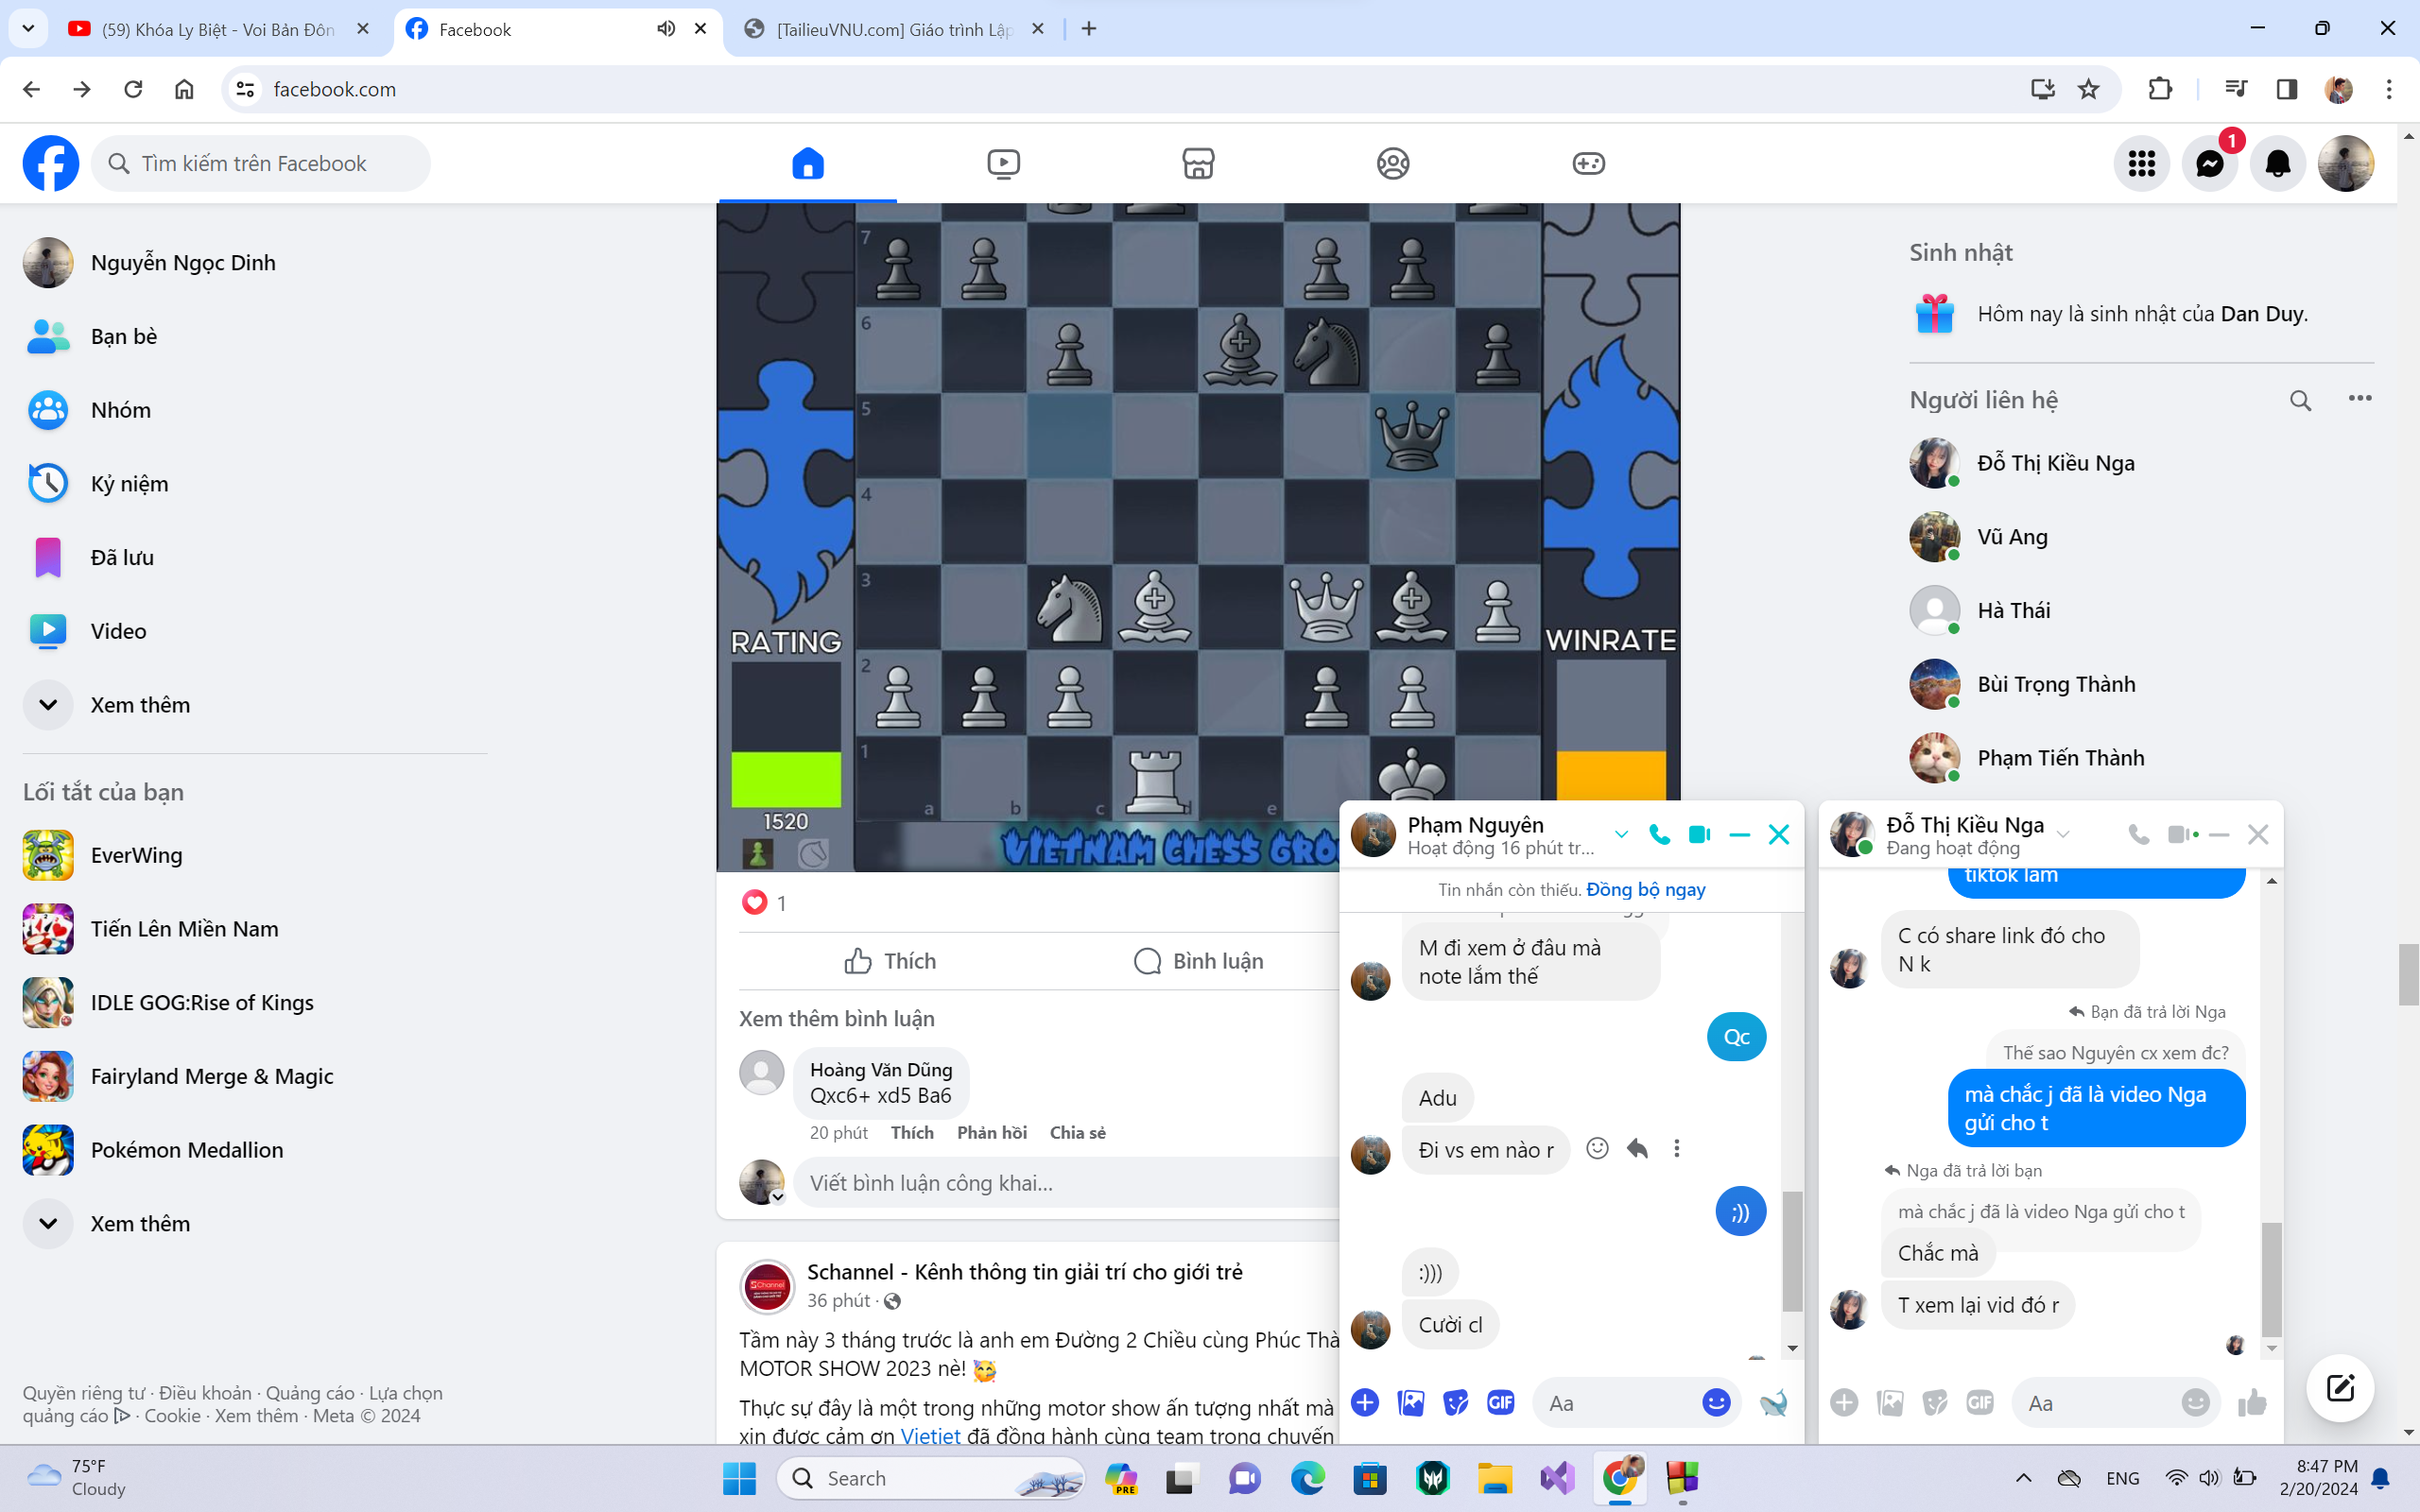 (59) Khóa Ly Biệt - Voi Bản Đôn
Facebook
[TailieuVNU.com] Giáo trình Lập
facebook.com
Tìm kiếm trên Facebook
1
Nguyễn Ngọc Dinh
Bạn bè
Nhóm
Kỷ niệm
Đã lưu
Video
Xem thêm
Lối tắt của bạn
EverWing
Tiến Lên Miền Nam
IDLE GOG:Rise of Kings
Fairyland Merge & Magic
Pokémon Medallion
Xem thêm
Quyền riêng tư · Điều khoản · Quảng cáo · Lựa chọn
quảng cáo · Cookie · Xem thêm · Meta © 2024
7
6
5
4
3
2
1
a
b
c
d
e
RATING
1520
WINRATE
VIETNAM CHESS GRO
1
Thích
Bình luận
Xem thêm bình luận
Hoàng Văn Dũng
Qxc6+ xd5 Ba6
20 phút Thích Phản hồi Chia sẻ
Viết bình luận công khai...
Schannel - Kênh thông tin giải trí cho giới trẻ
36 phút ·
Tầm này 3 tháng trước là anh em Đường 2 Chiều cùng Phúc Thà
MOTOR SHOW 2023 nè!
Thực sự đây là một trong những motor show ấn tượng nhất mà
xin được cảm ơn Vietjet đã đồng hành cùng team trong chuyến
Sinh nhật
Hôm nay là sinh nhật của Dan Duy.
Người liên hệ
Đỗ Thị Kiều Nga
Vũ Ang
Hà Thái
Bùi Trọng Thành
Phạm Tiến Thành
Phạm Nguyên
Hoạt động 16 phút tr...
Tin nhắn còn thiếu. Đồng bộ ngay
M đi xem ở đâu mà
note lắm thế
Qc
Adu
Đi vs em nào r
;))
:)))
Cười cl
GIF
Aa
Đỗ Thị Kiều Nga
Đang hoạt động
tiktok lắm
C có share link đó cho
N k
Bạn đã trả lời Nga
Thế sao Nguyên cx xem đc?
mà chắc j đã là video Nga
gửi cho t
Nga đã trả lời bạn
mà chắc j đã là video Nga gửi cho t
Chắc mà
T xem lại vid đó r
GIF
Aa
75°F
Cloudy
Search
PRE
ENG
8:47 PM
2/20/2024